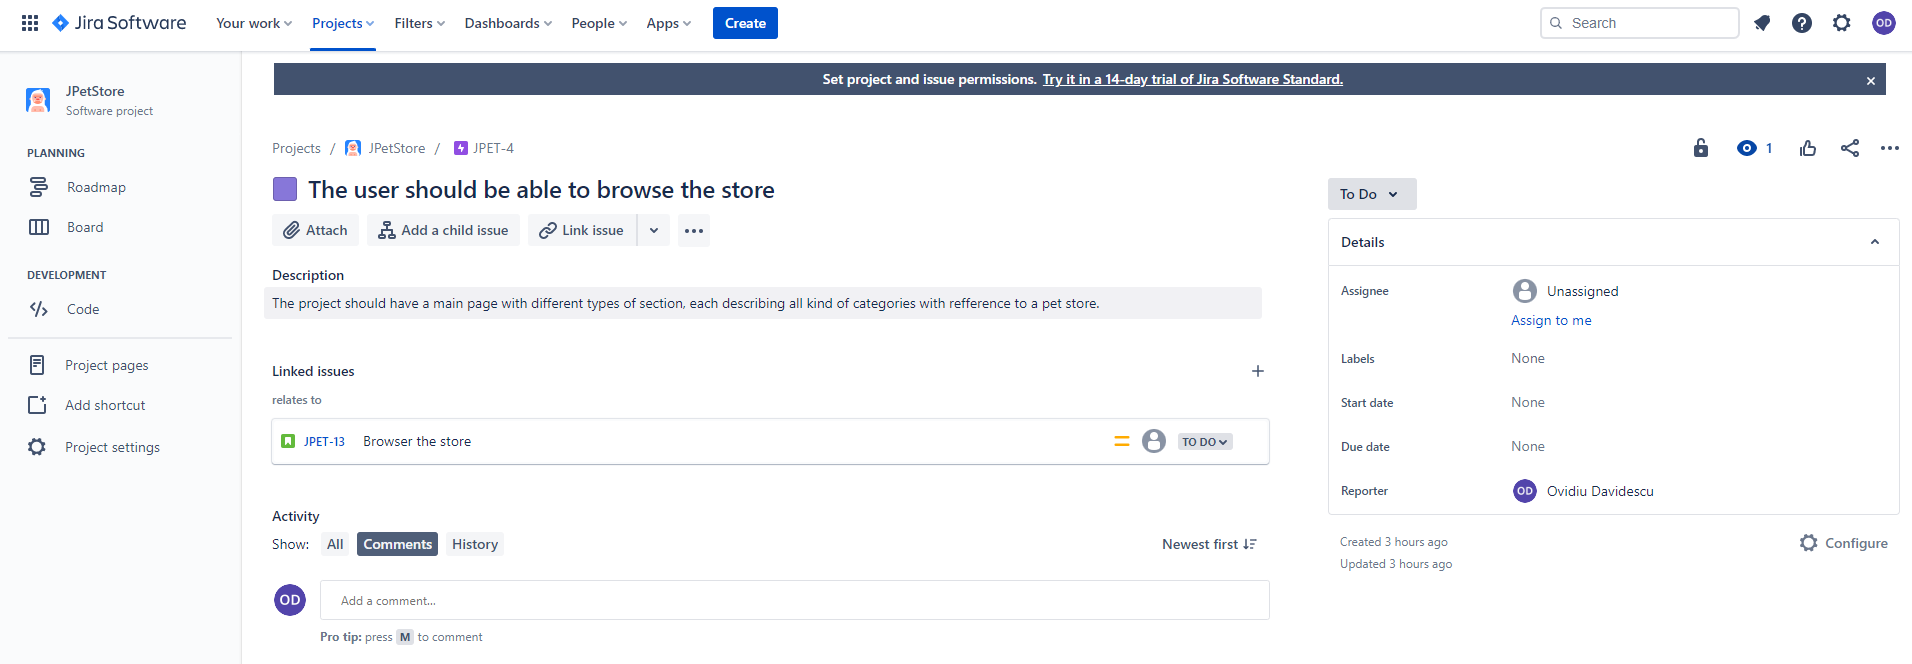 Jira Software Your work Projects Filters Dashboards People Apps Create Search OD
JPetStore
Software project
PLANNING
Roadmap
Board
DEVELOPMENT
Code
Project pages
Add shortcut
Project settings
Set project and issue permissions. Try it in a 14-day trial of Jira Software Standard.
Projects / JPetStore / JPET-4
1
The user should be able to browse the store
Attach Add a child issue Link issue
Description
The project should have a main page with different types of section, each describing all kind of categories with refference to a pet store.
Linked issues
relates to
JPET-13 Browser the store TO DO
Activity
Show: All Comments History Newest first
OD Add a comment...
Pro tip: press M to comment
To Do
Details
Assignee Unassigned
Assign to me
Labels None
Start date None
Due date None
Reporter OD Ovidiu Davidescu
Created 3 hours ago Configure
Updated 3 hours ago